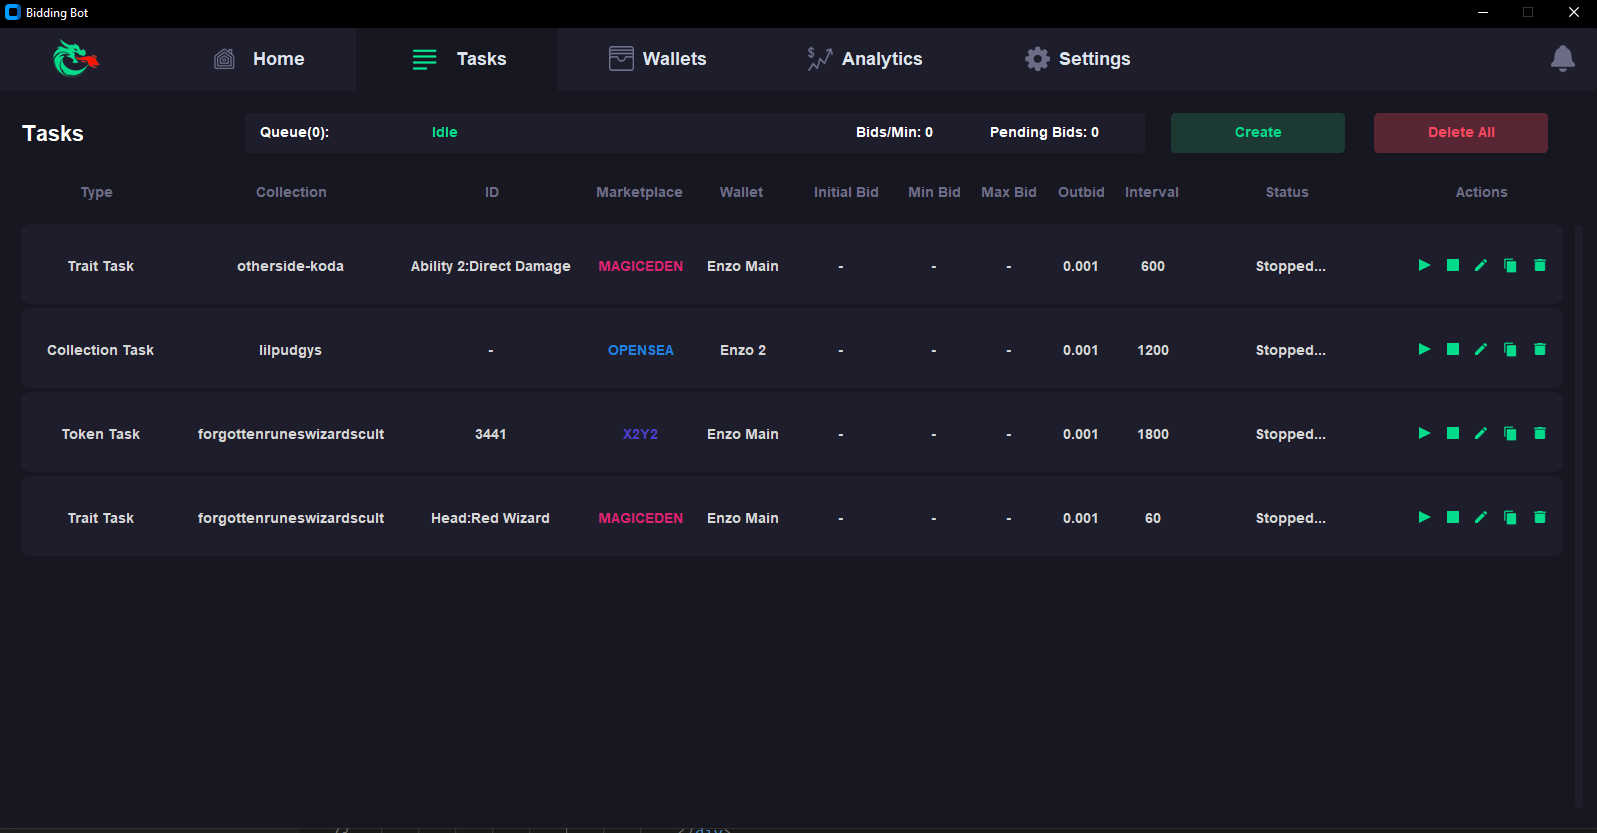 Bidding Bot
Home Tasks Wallets Analytics Settings
Tasks Queue(0): Idle Bids/Min: 0 Pending Bids: 0 Create Delete All
Type Collection ID Marketplace Wallet Initial Bid Min Bid Max Bid Outbid Interval Status Actions
Trait Task otherside-koda Ability 2:Direct Damage MAGICEDEN Enzo Main - - - 0.001 600 Stopped...
Collection Task lilpudgys - OPENSEA Enzo 2 - - - 0.001 1200 Stopped...
Token Task forgottenruneswizardscult 3441 X2Y2 Enzo Main - - - 0.001 1800 Stopped...
Trait Task forgottenruneswizardscult Head:Red Wizard MAGICEDEN Enzo Main - - - 0.001 60 Stopped...